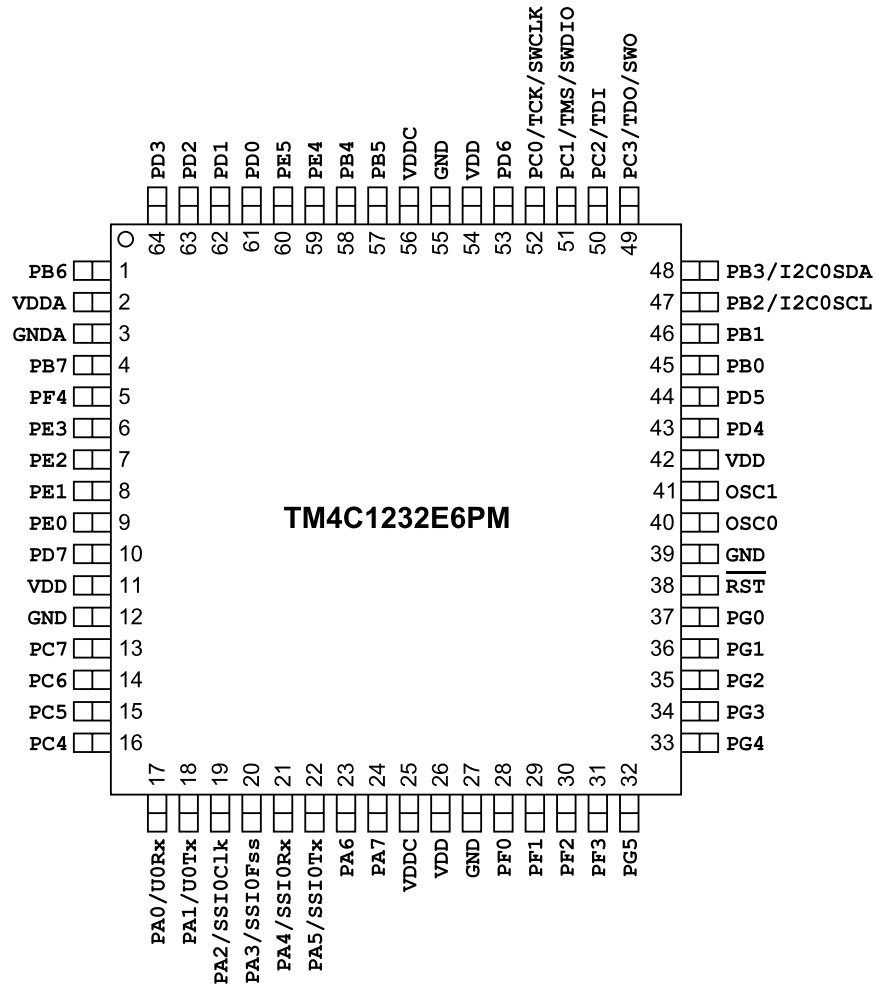 PD3
PD2
PD1
PD0
PE5
PE4
PB4
PB5
VDDC
GND
VDD
PD6
PC0/TCK/SWCLK
PC1/TMS/SWDIO
PC2/TDI
PC3/TDO/SWO
64
63
62
61
60
59
58
57
56
55
54
53
52
51
50
49
PB6 1
VDDA 2
GNDA 3
PB7 4
PF4 5
PE3 6
PE2 7
PE1 8
PE0 9
PD7 10
VDD 11
GND 12
PC7 13
PC6 14
PC5 15
PC4 16
TM4C1232E6PM
48 PB3/I2C0SDA
47 PB2/I2C0SCL
46 PB1
45 PB0
44 PD5
43 PD4
42 VDD
41 OSC1
40 OSC0
39 GND
38 RST
37 PG0
36 PG1
35 PG2
34 PG3
33 PG4
17
18
19
20
21
22
23
24
25
26
27
28
29
30
31
32
PA0/U0Rx
PA1/U0Tx
PA2/SSI0Clk
PA3/SSI0Fss
PA4/SSI0Rx
PA5/SSI0Tx
PA6
PA7
VDDC
VDD
GND
PF0
PF1
PF2
PF3
PG5